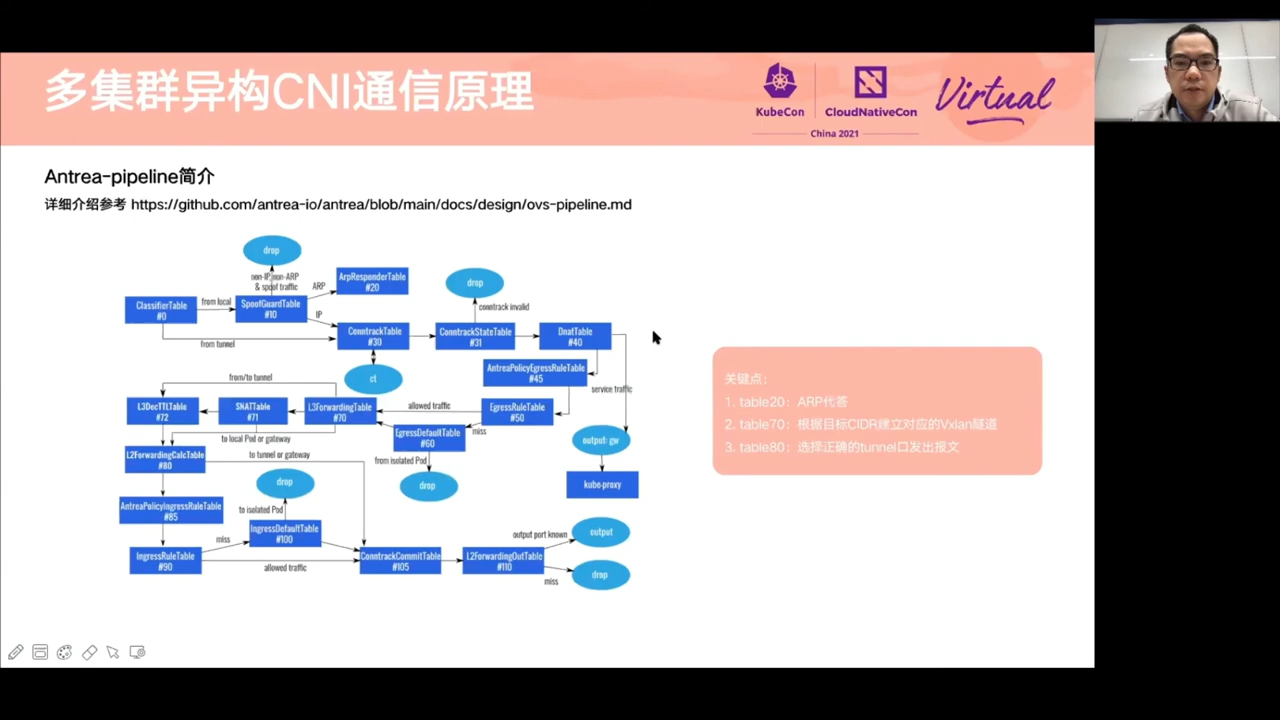 多集群异构CNI通信原理
KubeCon
CloudNativeCon
China 2021
Virtual
Antrea-pipeline简介
详细介绍参考 https://github.com/antrea-io/antrea/blob/main/docs/design/ovs-pipeline.md
drop
non-IP,non-ARP
& spoof traffic
ARP
ArpResponderTable
#20
ClassifierTable
#0
from local
SpoofGuardTable
#10
IP
from tunnel
ConntrackTable
#30
ct
drop
conntrack invalid
ConntrackStateTable
#31
DnatTable
#40
AntreaPolicyEgressRuleTable
#45
service traffic
from/to tunnel
L3DecTTLTable
#72
SNATTable
#71
L3ForwardingTable
#70
allowed traffic
EgressRuleTable
#50
miss
EgressDefaultTable
#60
from isolated Pod
drop
output: gw
kube-proxy
to local Pod or gateway
L2ForwardingCalcTable
#80
to tunnel or gateway
drop
to isolated Pod
AntreaPolicyIngressRuleTable
#85
IngressDefaultTable
#100
miss
IngressRuleTable
#90
allowed traffic
ConntrackCommitTable
#105
L2ForwardingOutTable
#110
output port known
output
miss
drop
关键点：
1. table20：ARP代答
2. table70：根据目标CIDR建立对应的Vxlan隧道
3. table80：选择正确的tunnel口发出报文